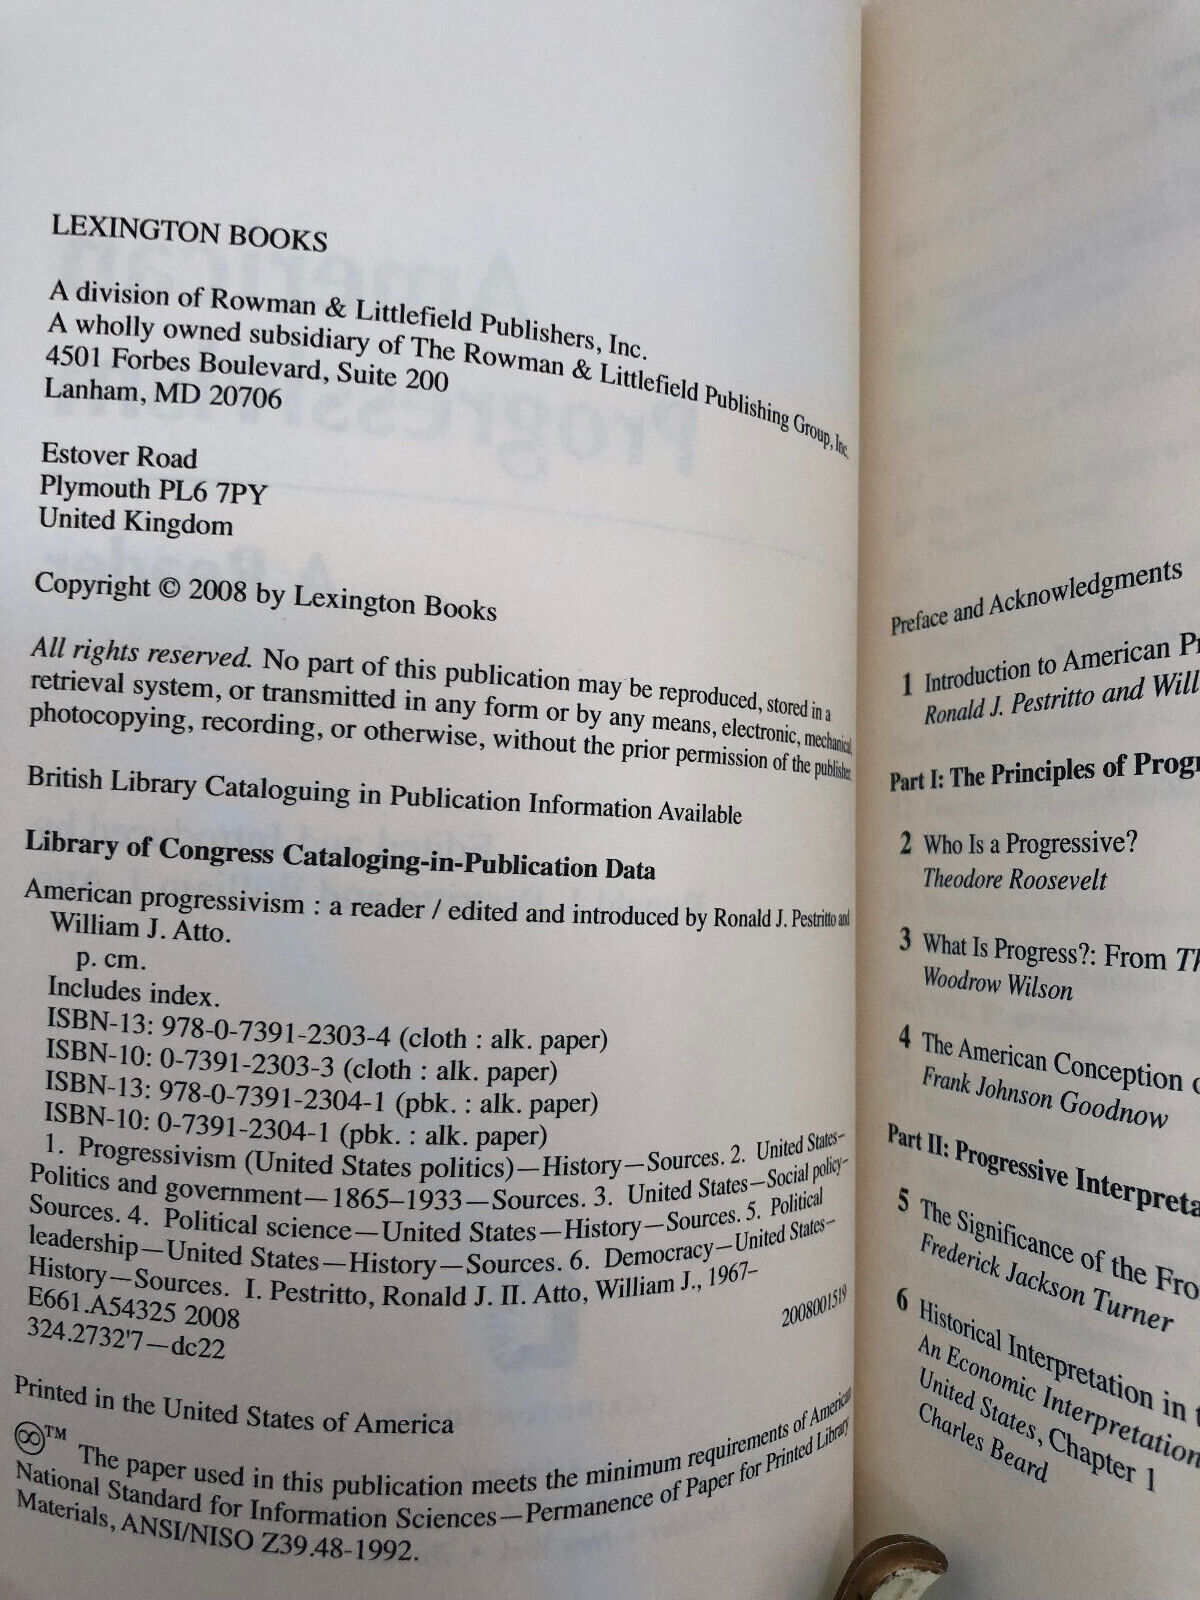 LEXINGTON BOOKS
A division of Rowman & Littlefield Publishers, Inc.
A wholly owned subsidiary of The Rowman & Littlefield Publishing Group, Inc.
4501 Forbes Boulevard, Suite 200
Lanham, MD 20706
Estover Road
Plymouth PL6 7PY
United Kingdom
Copyright © 2008 by Lexington Books
All rights reserved. No part of this publication may be reproduced, stored in a
retrieval system, or transmitted in any form or by any means, electronic, mechanical,
photocopying, recording, or otherwise, without the prior permission of the publisher.
British Library Cataloguing in Publication Information Available
Library of Congress Cataloging-in-Publication Data
American progressivism : a reader / edited and introduced by Ronald J. Pestritto and
William J. Atto.
p. cm.
Includes index.
ISBN-13: 978-0-7391-2303-4 (cloth : alk. paper)
ISBN-10: 0-7391-2303-3 (cloth : alk. paper)
ISBN-13: 978-0-7391-2304-1 (pbk. : alk. paper)
ISBN-10: 0-7391-2304-1 (pbk. : alk. paper)
1. Progressivism (United States politics)—History—Sources. 2. United States—
Politics and government—1865–1933—Sources. 3. United States—Social policy—
Sources. 4. Political science—United States—History—Sources. 5. Political
leadership—United States—History—Sources. 6. Democracy—United States—
History—Sources. I. Pestritto, Ronald J. II. Atto, William J., 1967–
E661.A54325 2008
324.2732'7—dc22
2008001519
Printed in the United States of America
∞™ The paper used in this publication meets the minimum requirements of American
National Standard for Information Sciences—Permanence of Paper for Printed Library
Materials, ANSI/NISO Z39.48-1992.
Preface and Acknowledgments
1 Introduction to American Pr
Ronald J. Pestritto and Will
Part I: The Principles of Progr
2 Who Is a Progressive?
Theodore Roosevelt
3 What Is Progress?: From Th
Woodrow Wilson
4 The American Conception o
Frank Johnson Goodnow
Part II: Progressive Interpreta
5 The Significance of the Fro
Frederick Jackson Turner
6 Historical Interpretation in t
An Economic Interpretation
United States, Chapter 1
Charles Beard